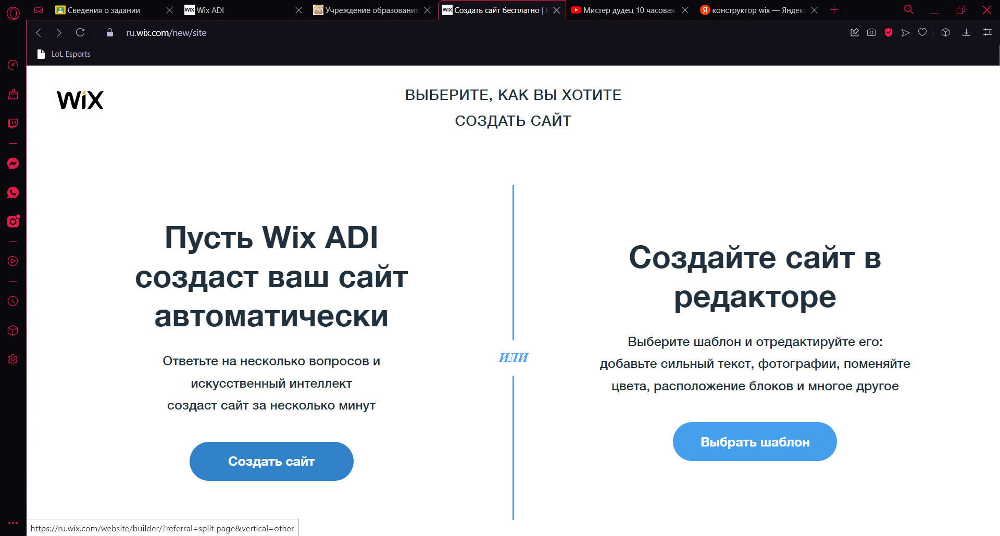 Сведения о задании
WiX Wix ADI
Учреждение образования
WiX Создать сайт бесплатно |
Мистер дудец 10 часовая
Я конструктор wix — Яндекс
ru.wix.com/new/site
LoL Esports
WiX
ВЫБЕРИТЕ, КАК ВЫ ХОТИТЕ
СОЗДАТЬ САЙТ
Пусть Wix ADI
создаст ваш сайт
автоматически
Ответьте на несколько вопросов и
искусственный интеллект
создаст сайт за несколько минут
Создать сайт
ИЛИ
Создайте сайт в
редакторе
Выберите шаблон и отредактируйте его:
добавьте сильный текст, фотографии, поменяйте
цвета, расположение блоков и многое другое
Выбрать шаблон
https://ru.wix.com/website/builder/?referral=split page&vertical=other